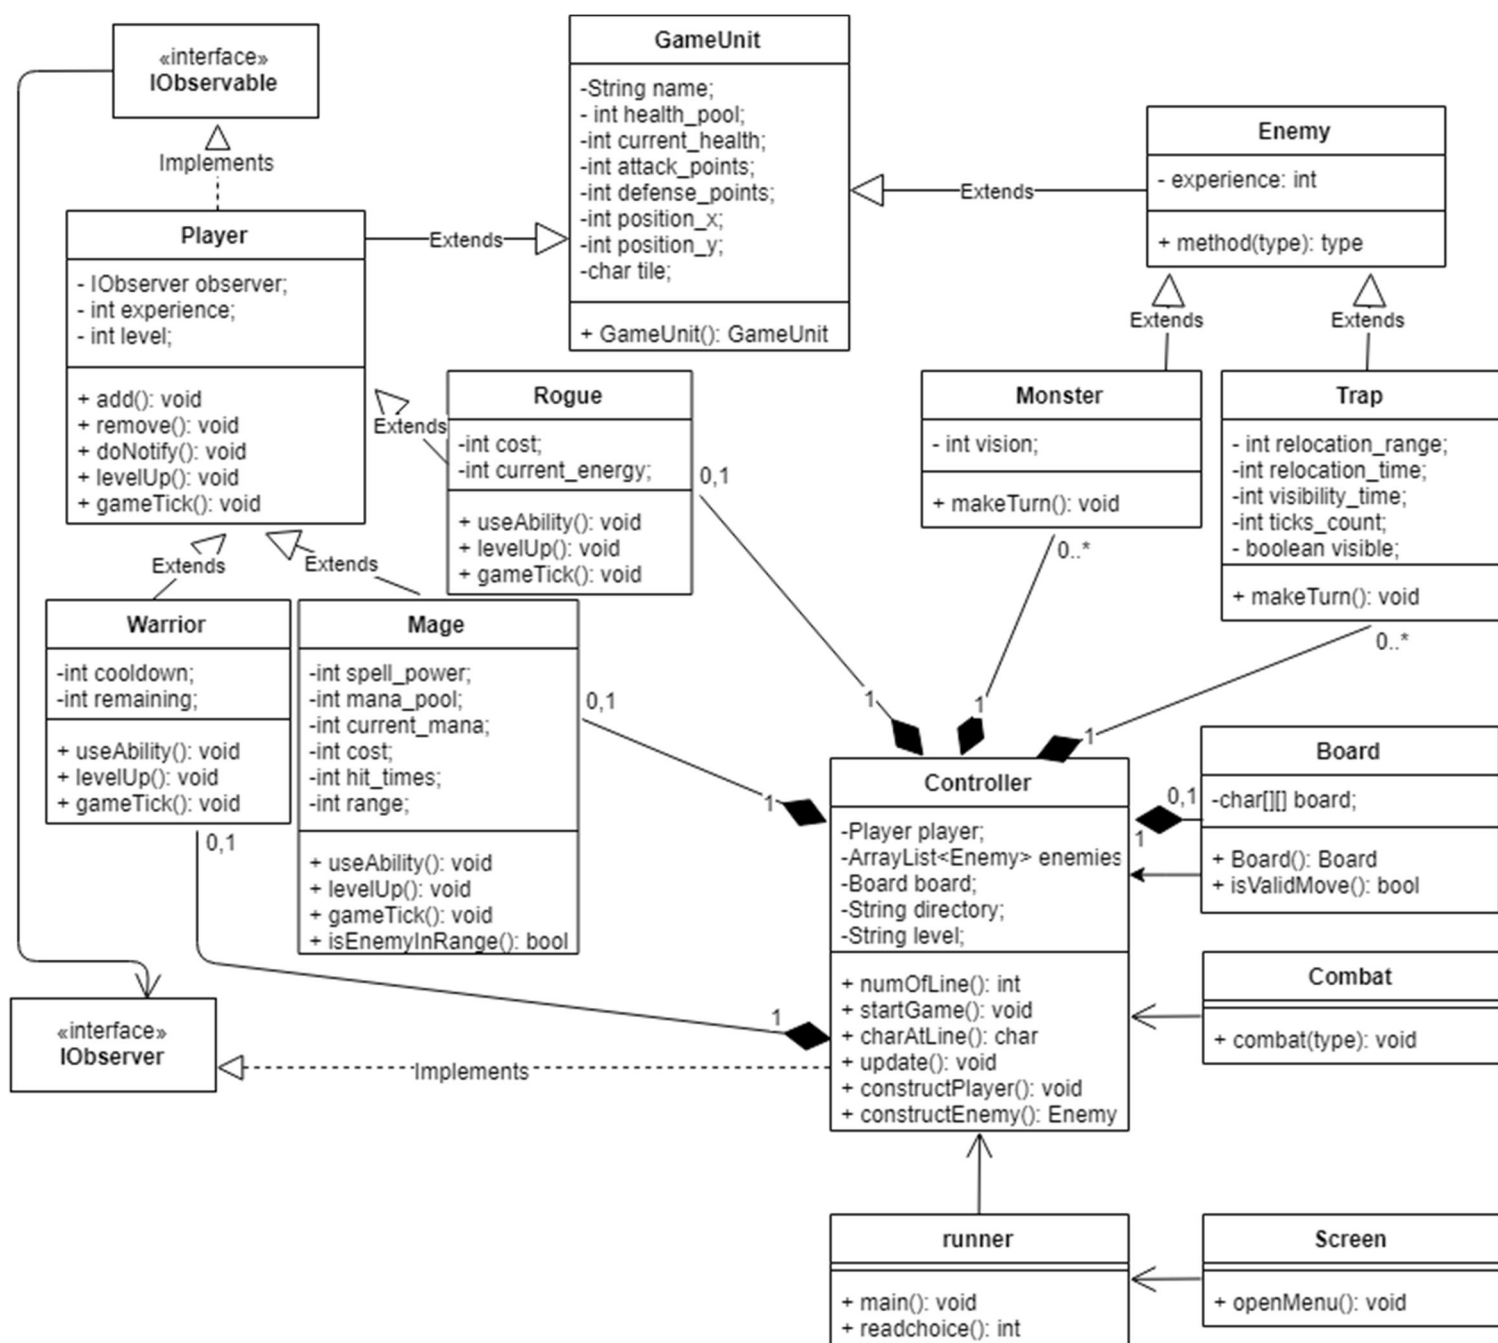 «interface»
IObservable
Implements
GameUnit
-String name;
- int health_pool;
-int current_health;
-int attack_points;
-int defense_points;
-int position_x;
-int position_y;
-char tile;
+ GameUnit(): GameUnit
Enemy
- experience: int
+ method(type): type
Extends
Player
- IObserver observer;
- int experience;
- int level;
+ add(): void
+ remove(): void
+ doNotify(): void
+ levelUp(): void
+ gameTick(): void
Extends
Extends
Extends
Rogue
-int cost;
-int current_energy;
+ useAbility(): void
+ levelUp(): void
+ gameTick(): void
Extends
0,1
Monster
- int vision;
+ makeTurn(): void
0..*
Trap
- int relocation_range;
-int relocation_time;
-int visibility_time;
-int ticks_count;
- boolean visible;
+ makeTurn(): void
0..*
Extends
Extends
Warrior
-int cooldown;
-int remaining;
+ useAbility(): void
+ levelUp(): void
+ gameTick(): void
0,1
Mage
-int spell_power;
-int mana_pool;
-int current_mana;
-int cost;
-int hit_times;
-int range;
+ useAbility(): void
+ levelUp(): void
+ gameTick(): void
+ isEnemyInRange(): bool
0,1
1
1
1
1
Controller
-Player player;
-ArrayList<Enemy> enemies
-Board board;
-String directory;
-String level;
+ numOfLine(): int
+ startGame(): void
+ charAtLine(): char
+ update(): void
+ constructPlayer(): void
+ constructEnemy(): Enemy
0,1
1
Board
-char[][] board;
+ Board(): Board
+ isValidMove(): bool
Combat
+ combat(type): void
1
«interface»
IObserver
Implements
runner
+ main(): void
+ readchoice(): int
Screen
+ openMenu(): void